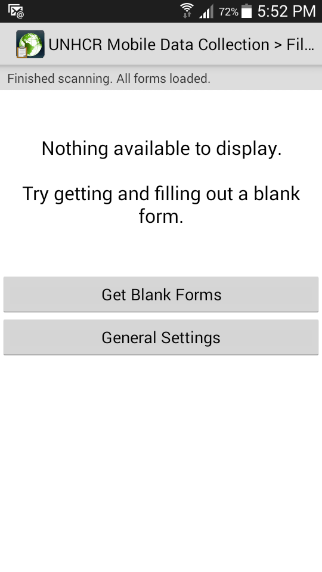 72% 5:52 PM
UNHCR Mobile Data Collection > Fil...
Finished scanning. All forms loaded.
Nothing available to display.
Try getting and filling out a blank
form.
Get Blank Forms
General Settings